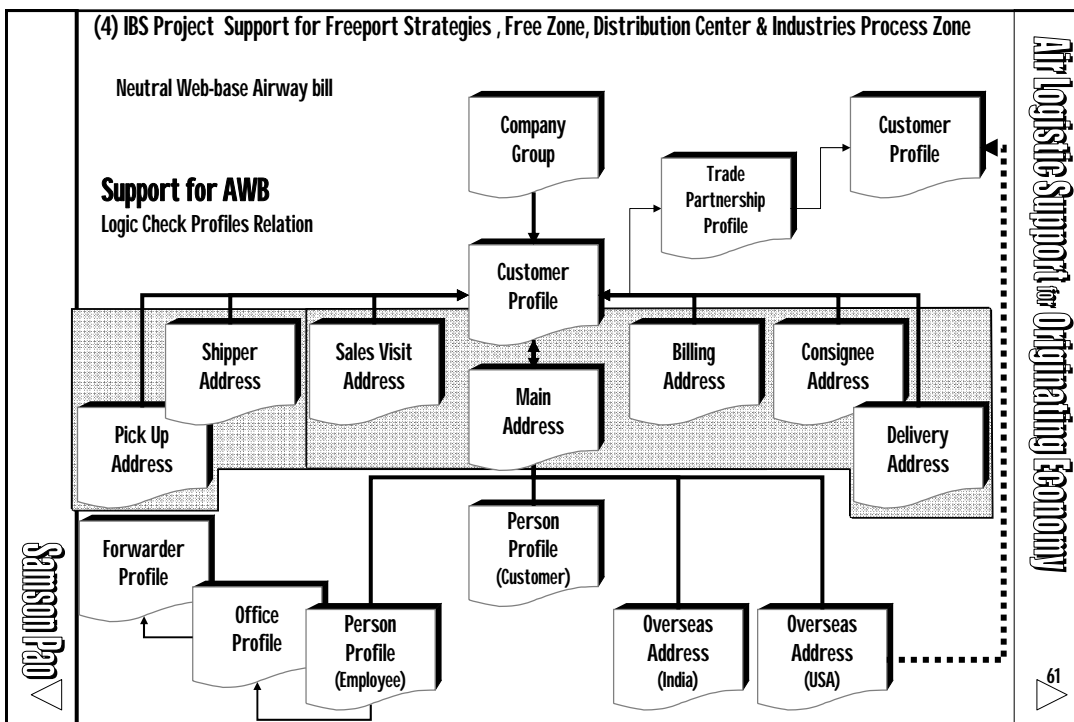 (4) IBS Project Support for Freeport Strategies , Free Zone, Distribution Center & Industries Process Zone
Neutral Web-base Airway bill
Support for AWB
Logic Check Profiles Relation
Company
Group
Customer
Profile
Trade
Partnership
Profile
Customer
Profile
Shipper
Address
Sales Visit
Address
Billing
Address
Consignee
Address
Pick Up
Address
Main
Address
Delivery
Address
Forwarder
Profile
Office
Profile
Person
Profile
(Employee)
Person
Profile
(Customer)
Overseas
Address
(India)
Overseas
Address
(USA)
Samson Pao
Air Logistic Support for Originating Economy
61